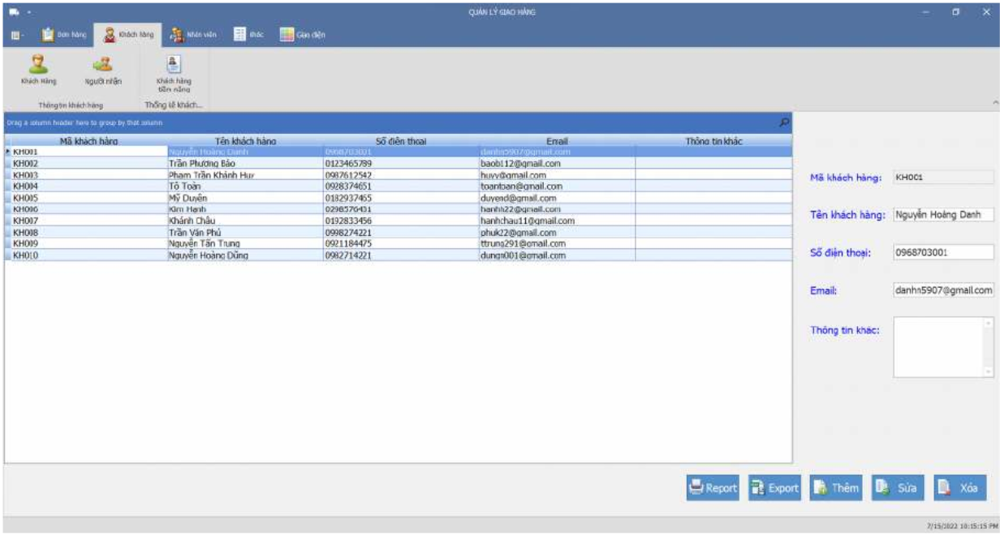 QUẢN LÝ GIAO HÀNG
Đơn hàng Khách hàng Nhân viên Khác Giao diện
Khách Hàng Người nhận Khách hàng tiềm năng
Thông tin khách hàng Thống kê khách...
Drag a column header here to group by that column
Mã khách hàng Tên khách hàng Số điện thoại Email Thông tin khác
KH001 Nguyễn Hoàng Danh 0968703001 danhn5907@gmail.com
KH002 Trần Phương Bảo 0123465789 baob112@gmail.com
KH003 Phạm Trần Khánh Huy 0987612542 huyy@gmail.com
KH004 Tô Toàn 0928374651 toantoan@gmail.com
KH005 Mỹ Duyên 0182937465 duyend@gmail.com
KH006 Kim Hạnh 0298576431 hanhh22@gmail.com
KH007 Khánh Châu 0192833456 hanhchau11@gmail.com
KH008 Trần Văn Phú 0998274221 phuk22@gmail.com
KH009 Nguyễn Tấn Trung 0921184475 ttrung291@gmail.com
KH010 Nguyễn Hoàng Dũng 0982714221 dungn001@gmail.com
Mã khách hàng: KH001
Tên khách hàng: Nguyễn Hoàng Danh
Số điện thoại: 0968703001
Email: danhn5907@gmail.com
Thông tin khác:
Report Export Thêm Sửa Xóa
7/15/2022 10:15:15 PM